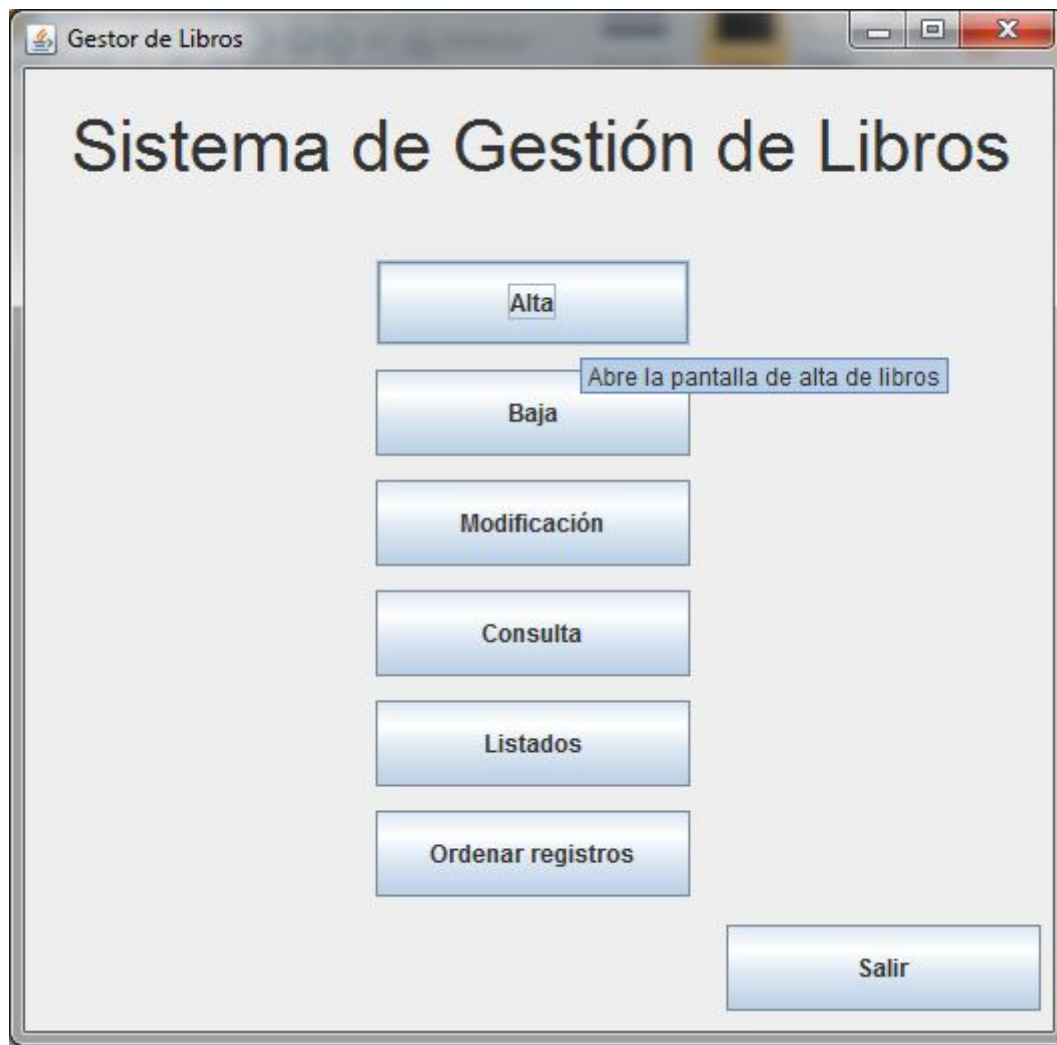 Gestor de Libros
Sistema de Gestión de Libros
Alta
Abre la pantalla de alta de libros
Baja
Modificación
Consulta
Listados
Ordenar registros
Salir